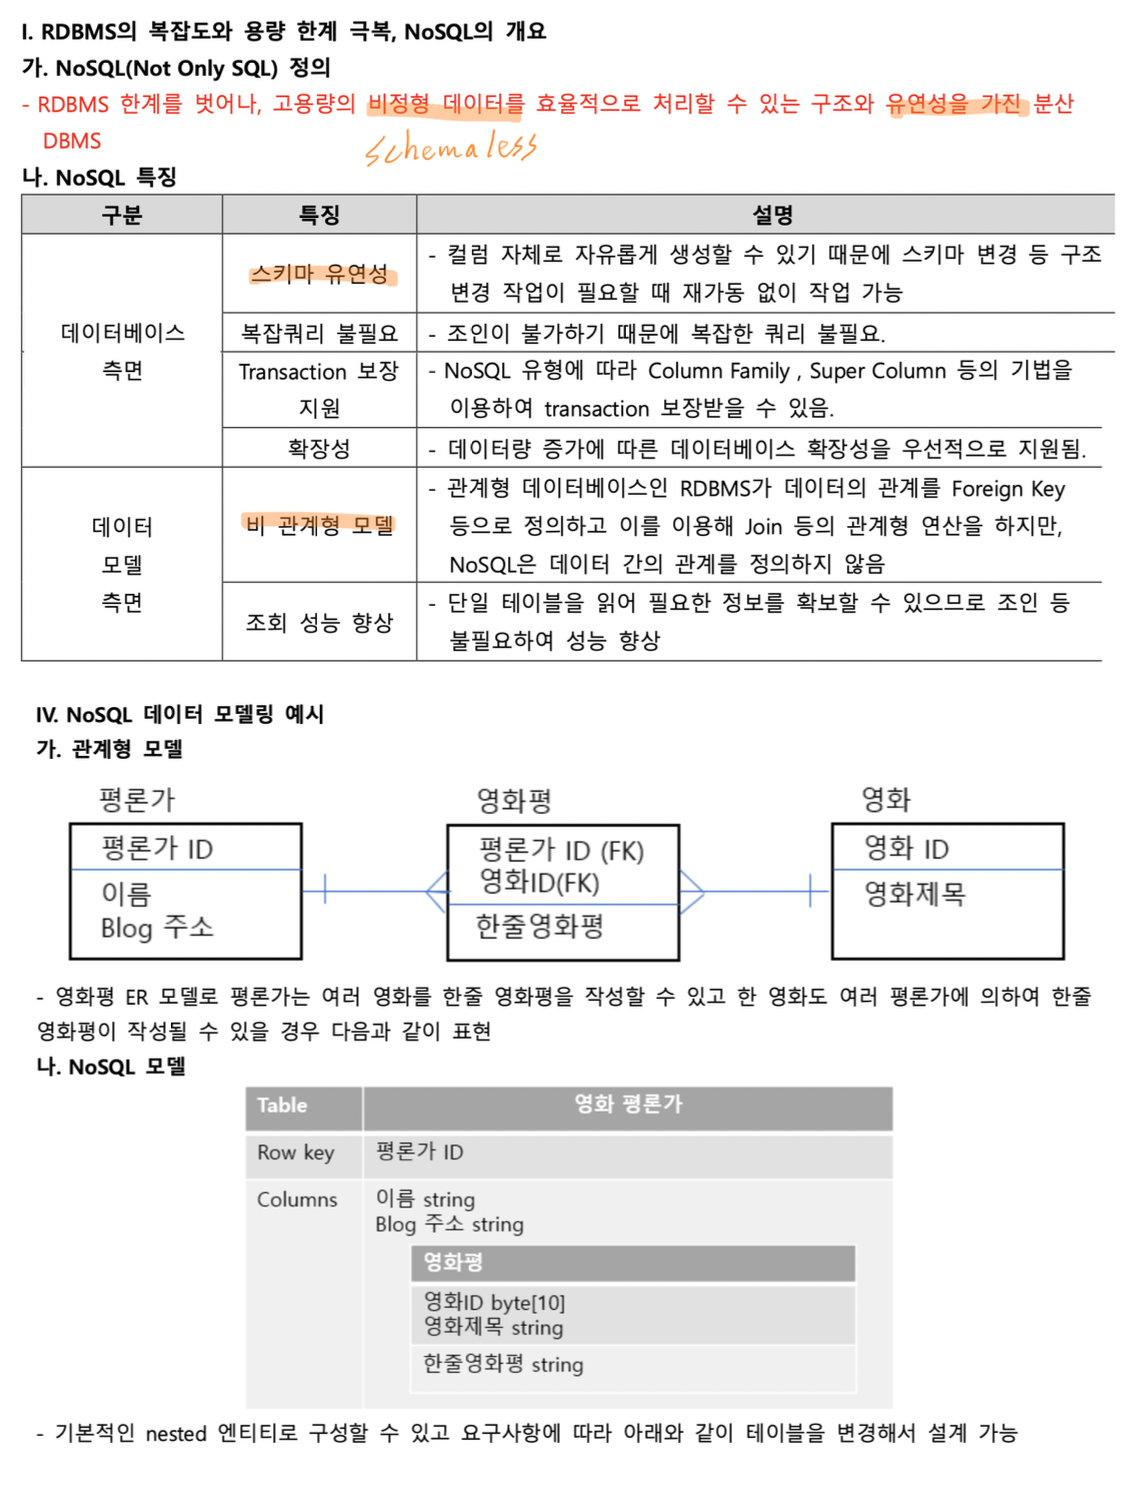 I. RDBMS의 복잡도와 용량 한계 극복, NoSQL의 개요
가. NoSQL(Not Only SQL) 정의
- RDBMS 한계를 벗어나, 고용량의 비정형 데이터를 효율적으로 처리할 수 있는 구조와 유연성을 가진 분산
DBMS
schemaless
나. NoSQL 특징
구분 특징 설명
데이터베이스
측면
스키마 유연성
- 컬럼 자체로 자유롭게 생성할 수 있기 때문에 스키마 변경 등 구조
변경 작업이 필요할 때 재가동 없이 작업 가능
복잡쿼리 불필요
- 조인이 불가하기 때문에 복잡한 쿼리 불필요.
Transaction 보장
지원
- NoSQL 유형에 따라 Column Family , Super Column 등의 기법을
이용하여 transaction 보장받을 수 있음.
확장성
- 데이터량 증가에 따른 데이터베이스 확장성을 우선적으로 지원됨.
데이터
모델
측면
비 관계형 모델
- 관계형 데이터베이스인 RDBMS가 데이터의 관계를 Foreign Key
등으로 정의하고 이를 이용해 Join 등의 관계형 연산을 하지만,
NoSQL은 데이터 간의 관계를 정의하지 않음
조회 성능 향상
- 단일 테이블을 읽어 필요한 정보를 확보할 수 있으므로 조인 등
불필요하여 성능 향상
IV. NoSQL 데이터 모델링 예시
가. 관계형 모델
평론가
평론가 ID
이름
Blog 주소
영화평
평론가 ID (FK)
영화ID(FK)
한줄영화평
영화
영화 ID
영화제목
- 영화평 ER 모델로 평론가는 여러 영화를 한줄 영화평을 작성할 수 있고 한 영화도 여러 평론가에 의하여 한줄
영화평이 작성될 수 있을 경우 다음과 같이 표현
나. NoSQL 모델
Table 영화 평론가
Row key 평론가 ID
Columns 이름 string
Blog 주소 string
영화평
영화ID byte[10]
영화제목 string
한줄영화평 string
- 기본적인 nested 엔티티로 구성할 수 있고 요구사항에 따라 아래와 같이 테이블을 변경해서 설계 가능